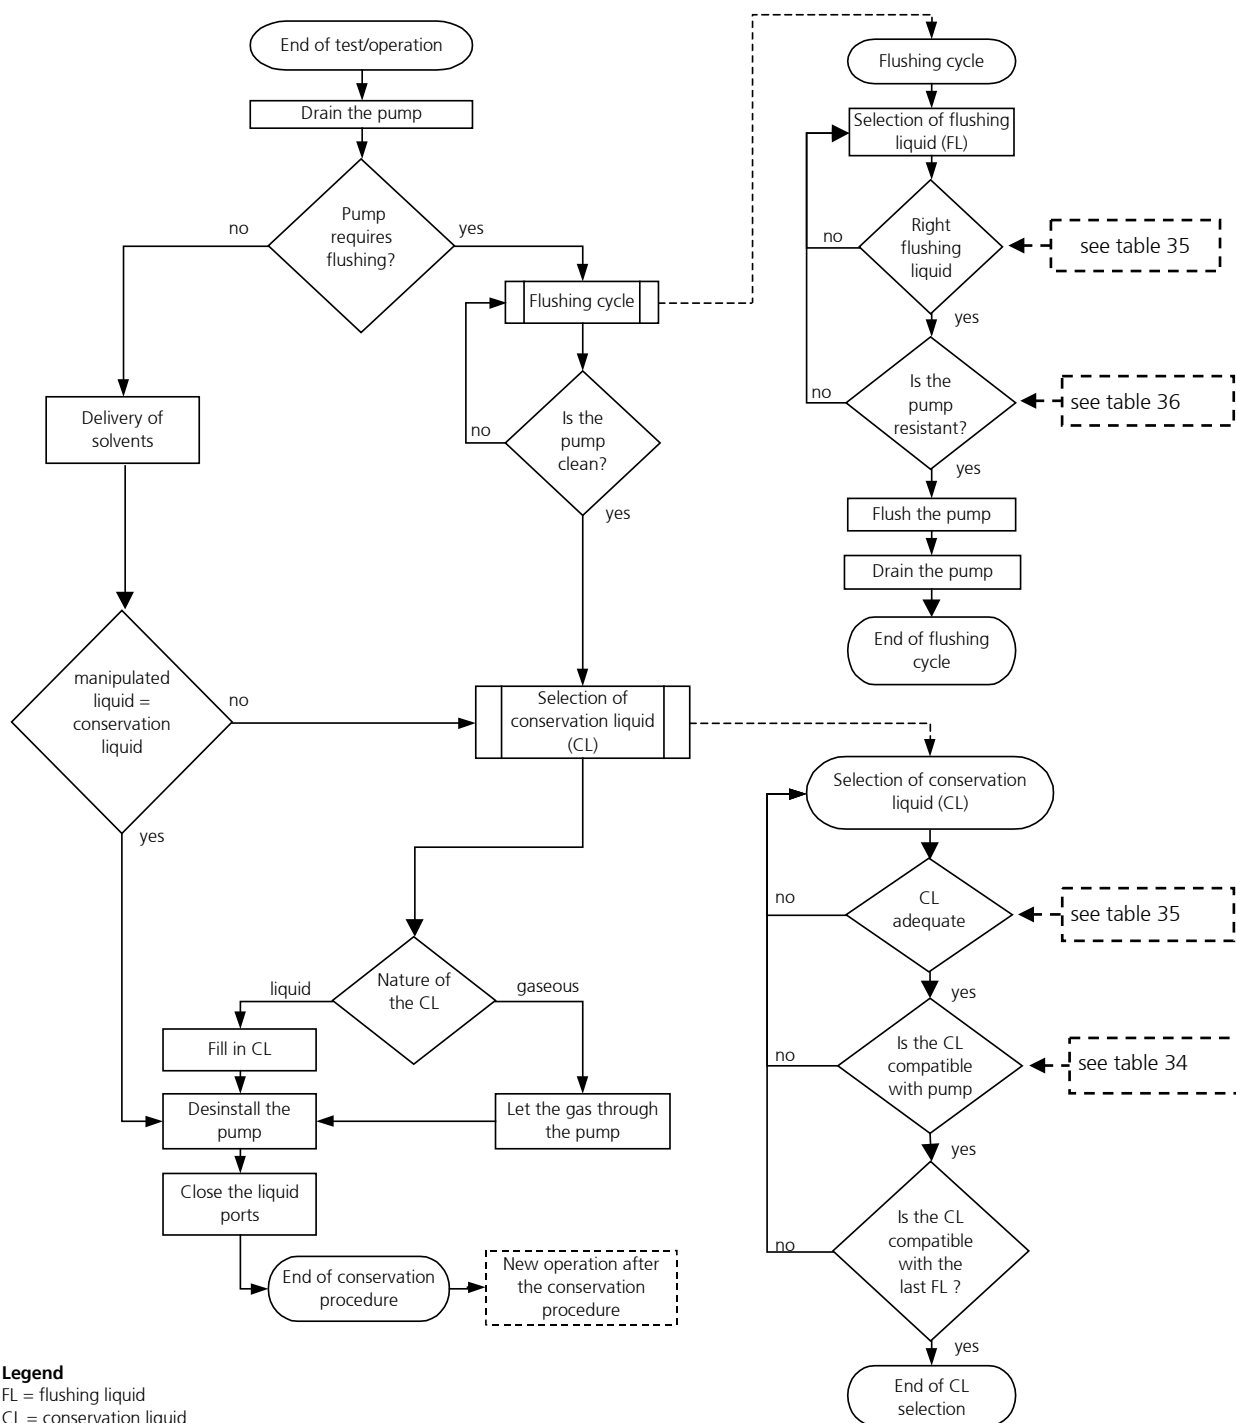 End of test/operation
Drain the pump
Pump
requires
flushing?
no
yes
Flushing cycle
Is the
pump
clean?
no
yes
Delivery of
solvents
manipulated
liquid =
conservation
liquid
no
yes
Selection of
conservation liquid
(CL)
Nature of
the CL
liquid
gaseous
Fill in CL
Desinstall the
pump
Let the gas through
the pump
Close the liquid
ports
End of conservation
procedure
New operation after
the conservation
procedure
Flushing cycle
Selection of flushing
liquid (FL)
Right
flushing
liquid
no
see table 35
yes
Is the
pump
resistant?
no
see table 36
yes
Flush the pump
Drain the pump
End of flushing
cycle
Selection of conservation
liquid (CL)
CL
adequate
no
see table 35
yes
Is the CL
compatible
with pump
no
see table 34
yes
Is the CL
compatible
with the
last FL ?
no
yes
End of CL
selection
Legend
FL = flushing liquid
CL = conservation liquid